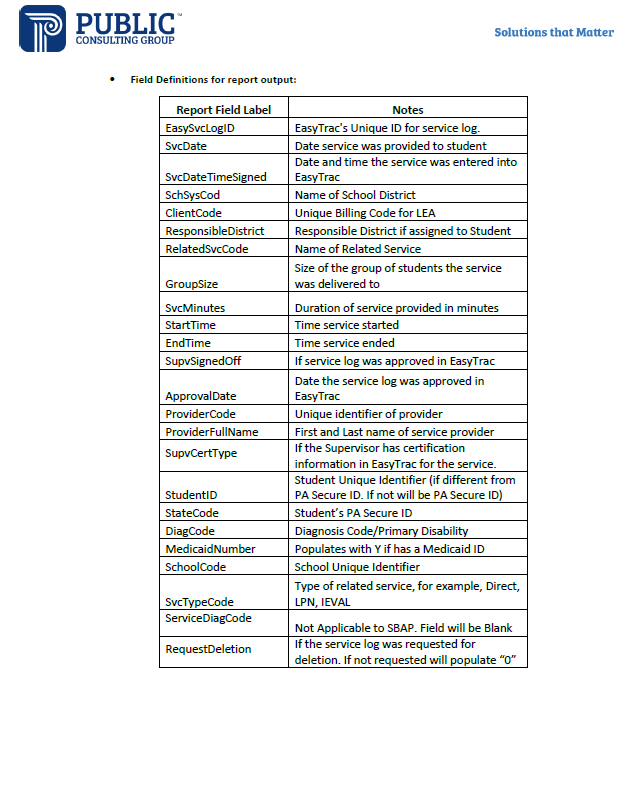 PUBLIC™
CONSULTING GROUP
Solutions that Matter
• Field Definitions for report output:
Report Field Label Notes
EasySvcLogID EasyTrac's Unique ID for service log.
SvcDate Date service was provided to student
Date and time the service was entered into
SvcDateTimeSigned EasyTrac
SchSysCod Name of School District
ClientCode Unique Billing Code for LEA
ResponsibleDistrict Responsible District if assigned to Student
RelatedSvcCode Name of Related Service
Size of the group of students the service
GroupSize was delivered to
SvcMinutes Duration of service provided in minutes
StartTime Time service started
EndTime Time service ended
SupvSignedOff If service log was approved in EasyTrac
Date the service log was approved in
ApprovalDate EasyTrac
ProviderCode Unique identifier of provider
ProviderFullName First and Last name of service provider
SupvCertType If the Supervisor has certification
information in EasyTrac for the service.
Student Unique Identifier (if different from
StudentID PA Secure ID. If not will be PA Secure ID)
StateCode Student’s PA Secure ID
DiagCode Diagnosis Code/Primary Disability
MedicaidNumber Populates with Y if has a Medicaid ID
SchoolCode School Unique Identifier
Type of related service, for example, Direct,
SvcTypeCode LPN, IEVAL
ServiceDiagCode
Not Applicable to SBAP. Field will be Blank
RequestDeletion If the service log was requested for
deletion. If not requested will populate “0”